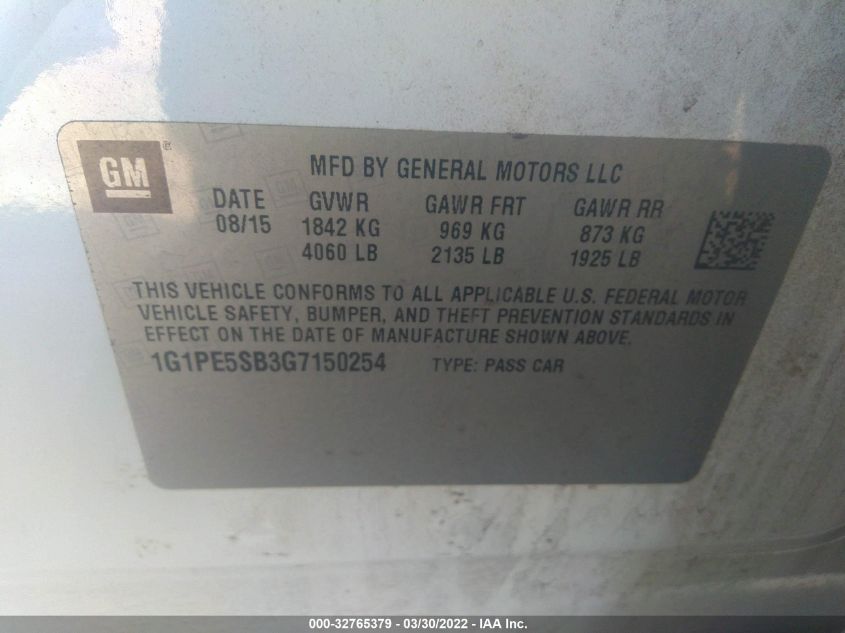 GM
MFD BY GENERAL MOTORS LLC
DATE GVWR GAWR FRT GAWR RR
08/15 1842 KG 969 KG 873 KG
4060 LB 2135 LB 1925 LB
THIS VEHICLE CONFORMS TO ALL APPLICABLE U.S. FEDERAL MOTOR
VEHICLE SAFETY, BUMPER, AND THEFT PREVENTION STANDARDS IN
EFFECT ON THE DATE OF MANUFACTURE SHOWN ABOVE.
1G1PE5SB3G7150254 TYPE: PASS CAR
000-32765379 - 03/30/2022 - IAA Inc.